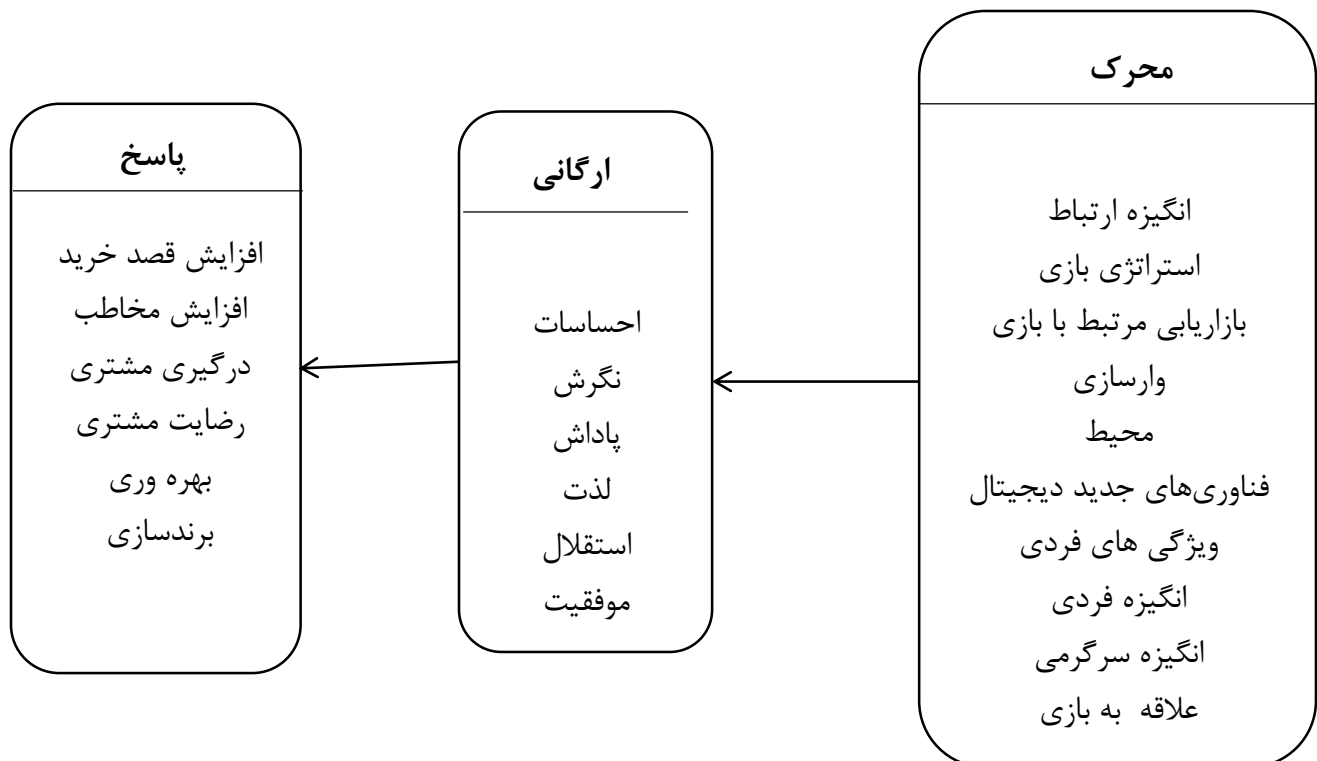 محرک
انگیزه ارتباط
استراتژی بازی
بازاریابی مرتبط با بازی
وارسازی
محیط
فناوری‌های جدید دیجیتال
ویژگی های فردی
انگیزه فردی
انگیزه سرگرمی
علاقه به بازی
ارگانی
احساسات
نگرش
پاداش
لذت
استقلال
موفقیت
پاسخ
افزایش قصد خرید
افزایش مخاطب
درگیری مشتری
رضایت مشتری
بهره وری
برندسازی